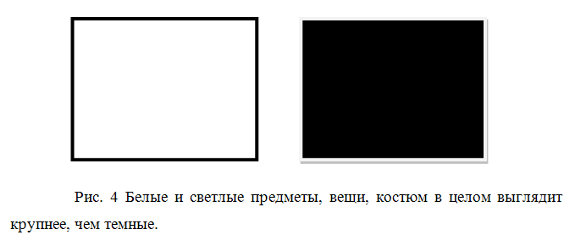 Рис. 4 Белые и светлые предметы, вещи, костюм в целом выглядит
крупнее, чем темные.